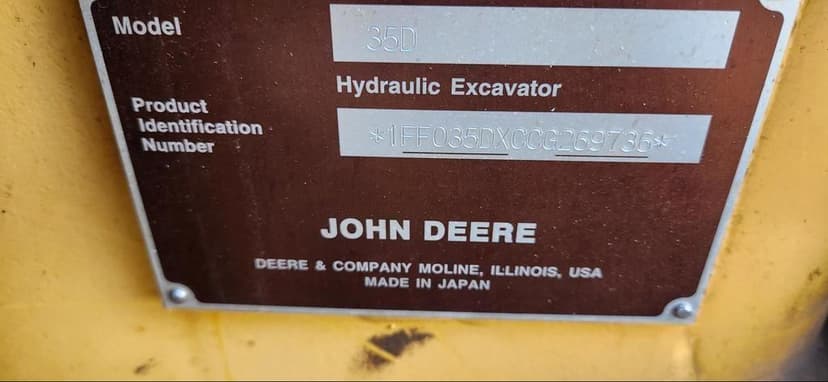 Model 35D
Hydraulic Excavator
Product Identification Number *1FF035DXCCG269736*
JOHN DEERE
DEERE & COMPANY MOLINE, ILLINOIS, USA
MADE IN JAPAN